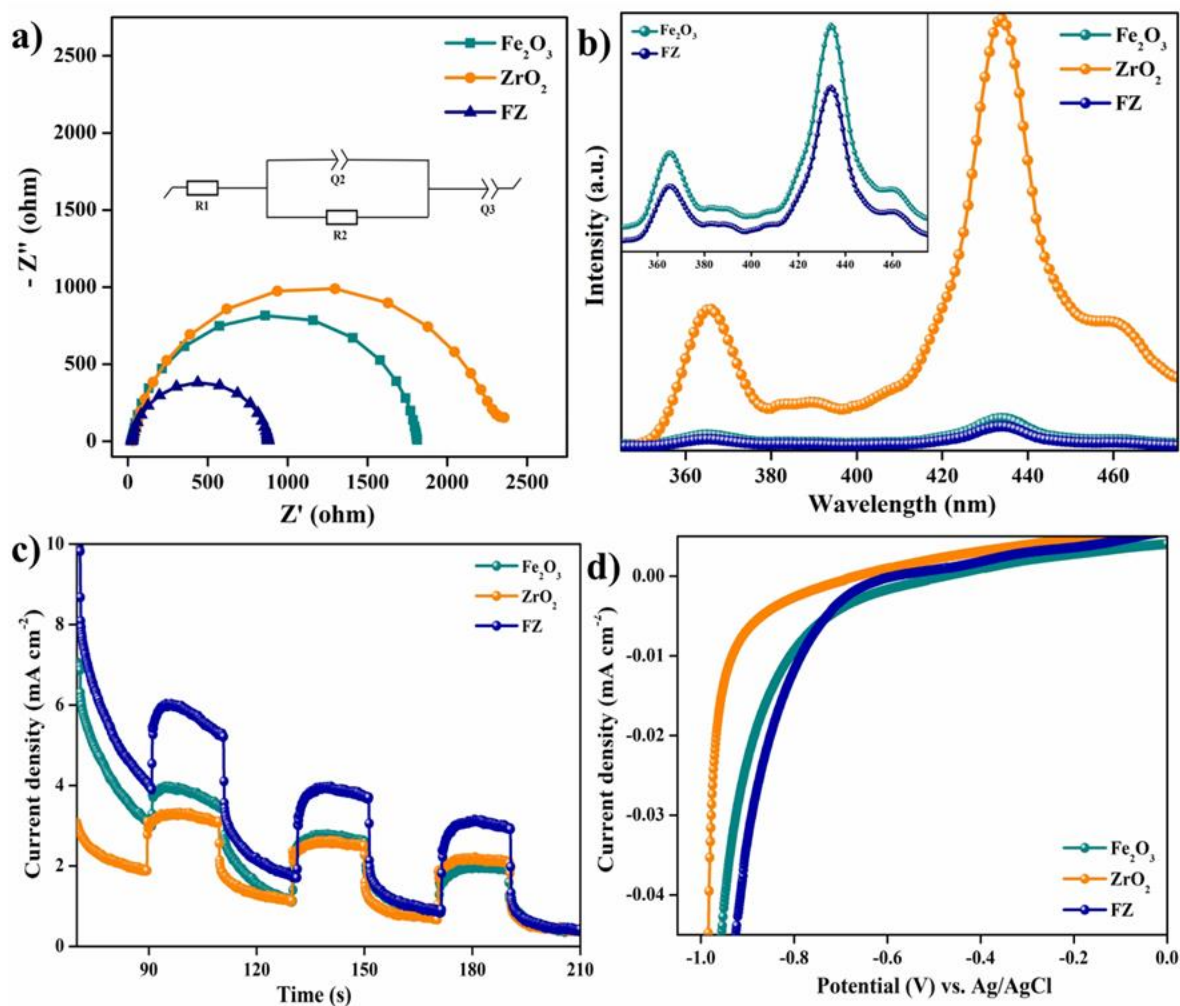 a)
Fe₂O₃
ZrO₂
FZ
2500
2000
1500
1000
500
0
R1
Q2
R2
Q3
- Z" (ohm)
0 500 1000 1500 2000 2500
Z' (ohm)
b)
Fe₂O₃
ZrO₂
FZ
Fe₂O₃
FZ
360 380 400 420 440 460
Intensity (a.u.)
360 380 400 420 440 460
Wavelength (nm)
c)
Fe₂O₃
ZrO₂
FZ
10
8
6
4
2
0
Current density (mA cm⁻²)
90 120 150 180 210
Time (s)
d)
0.00
-0.01
-0.02
-0.03
-0.04
Current density (mA cm⁻²)
Fe₂O₃
ZrO₂
FZ
-1.0 -0.8 -0.6 -0.4 -0.2 0.0
Potential (V) vs. Ag/AgCl